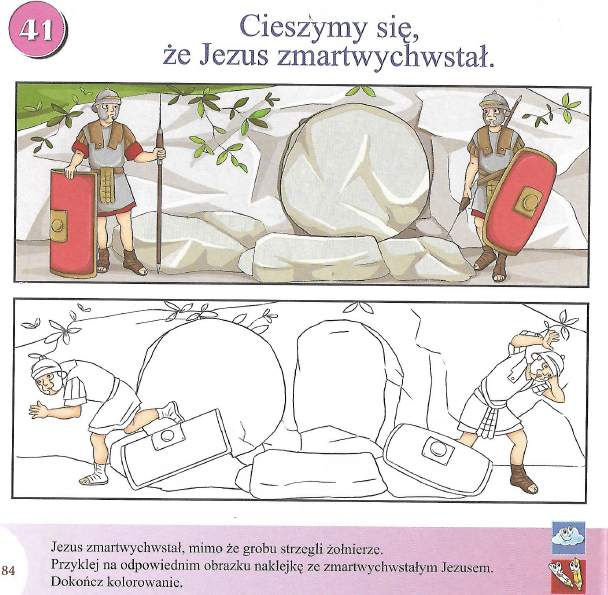 41
Cieszymy się,
że Jezus zmartwychwstał.
Jezus zmartwychwstał, mimo że grobu strzegli żołnierze.
Przyklej na odpowiednim obrazku naklejkę ze zmartwychwstałym Jezusem.
84
Dokończ kolorowanie.